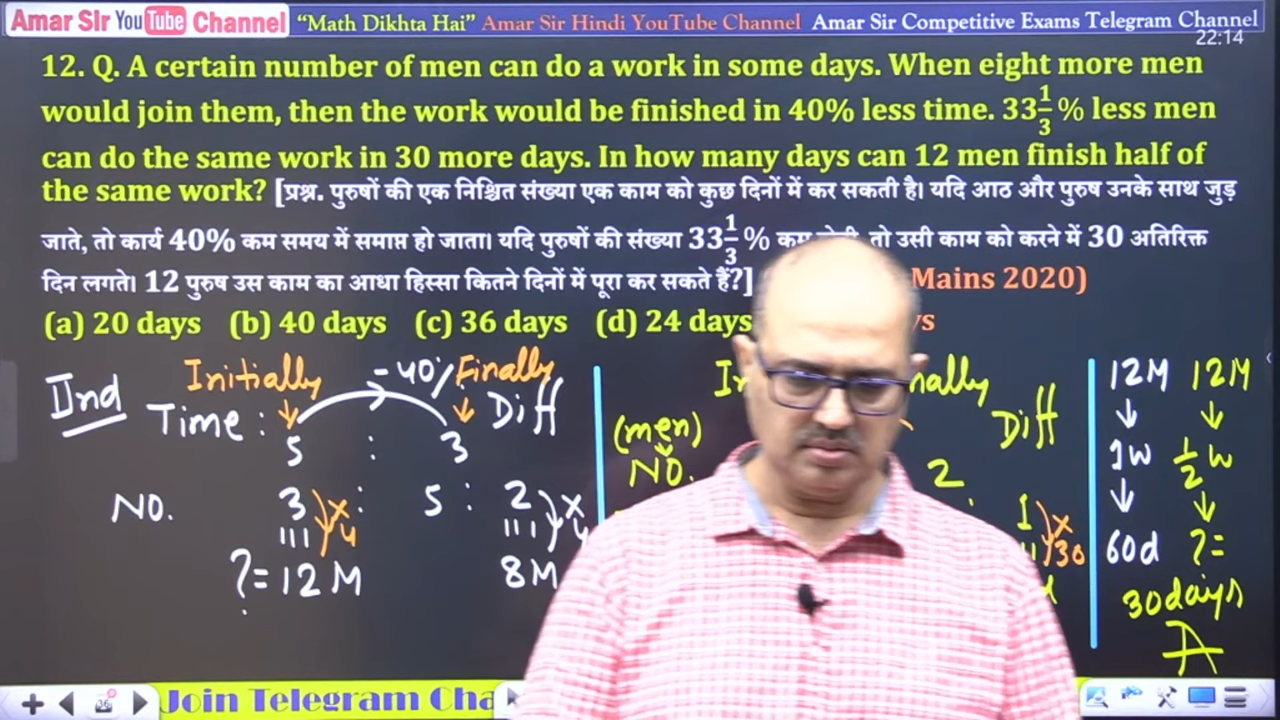 Amar SIr YouTube Channel "Math Dikhta Hai" Amar Sir Hindi YouTube Channel Amar Sir Competitive Exams Telegram Channel
22:14
12. Q. A certain number of men can do a work in some days. When eight more men
would join them, then the work would be finished in 40% less time. 33 1/3 % less men
can do the same work in 30 more days. In how many days can 12 men finish half of
the same work? [प्रश्न. पुरुषों की एक निश्चित संख्या एक काम को कुछ दिनों में कर सकती है। यदि आठ और पुरुष उनके साथ जुड़
जाते, तो कार्य 40% कम समय में समाप्त हो जाता। यदि पुरुषों की संख्या 33 1/3 % तो उसी काम को करने में 30 अतिरिक्त
दिन लगते। 12 पुरुष उस काम का आधा हिस्सा कितने दिनों में पूरा कर सकते हैं?] Mains 2020)
(a) 20 days (b) 40 days (c) 36 days (d) 24 days
IInd Initially -40% Finally
Time : Diff
5 : 3
NO. 3 : 5 : 2
×4 ×4
?= 12M 8M
(men) Diff
NO. 2
1 ×30
12M 12M
1W 1/2 W
60d ?=
30days
A
Join Telegram Cha
36